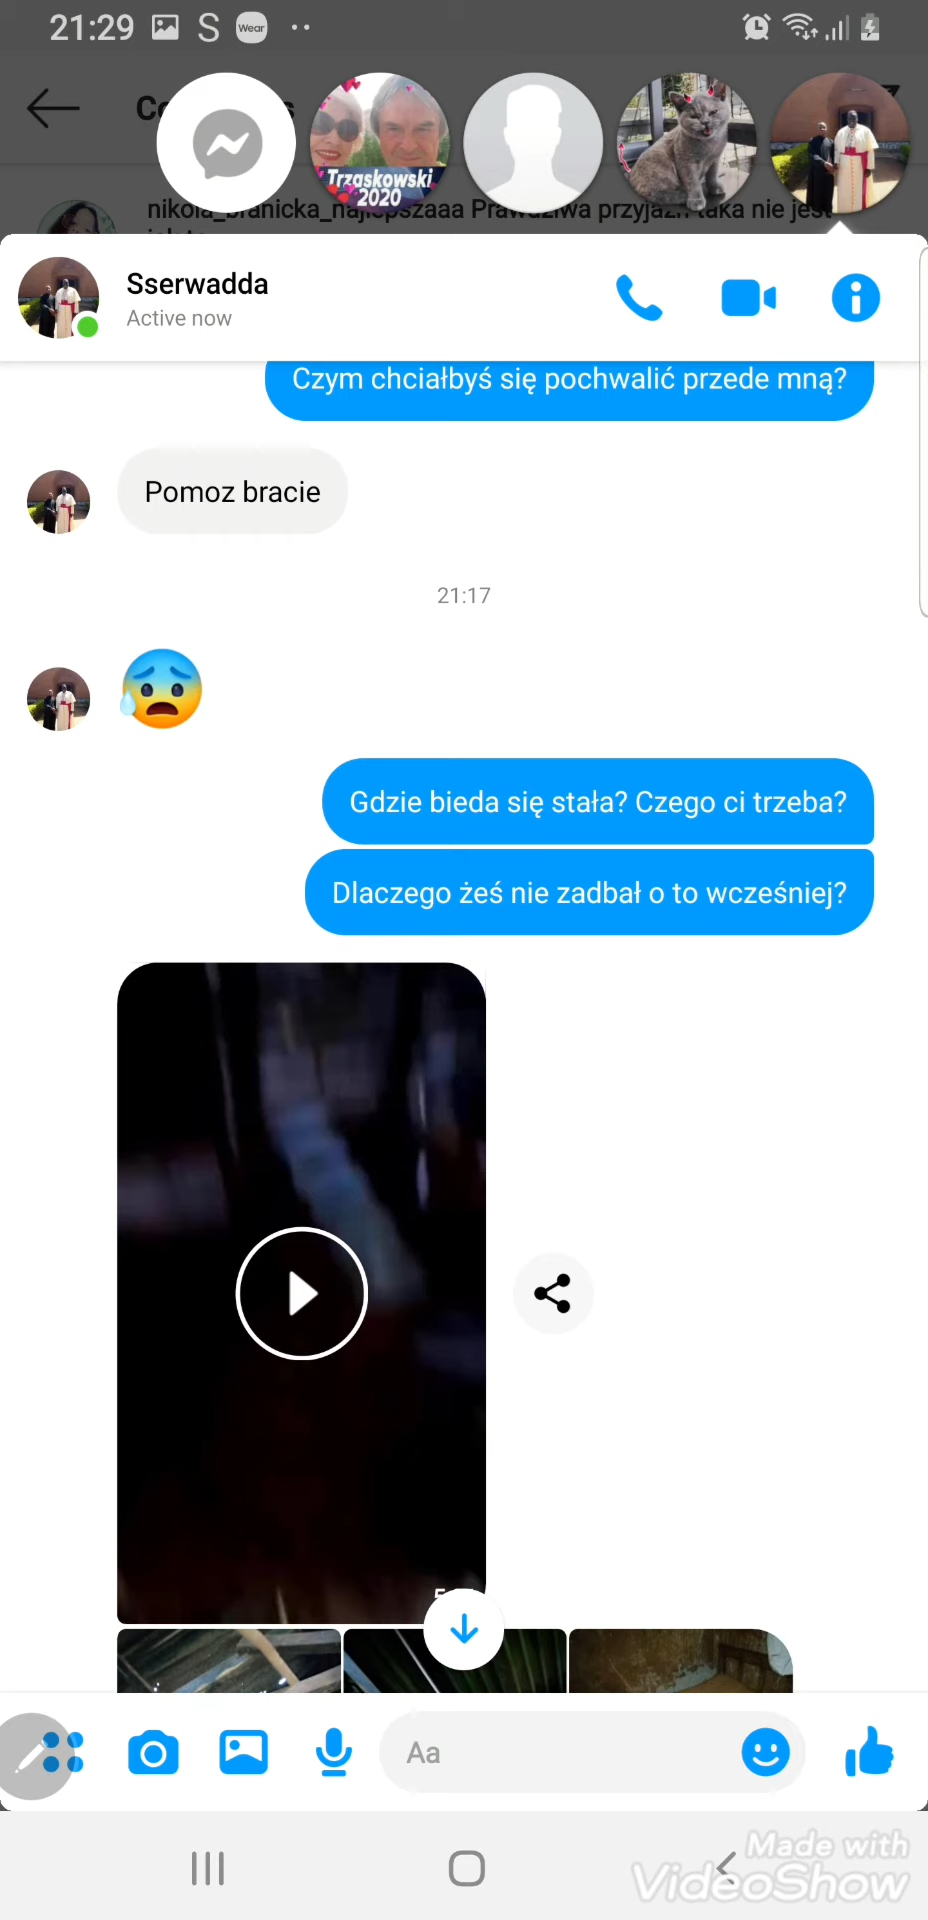 21:29
S
Wear
Trzaskowski
2020
nikola_branicka_najlepszaaa Prawdziwa przyjaźń taka nie jest
Sserwadda
Active now
Czym chciałbyś się pochwalić przede mną?
Pomoz bracie
21:17
Gdzie bieda się stała? Czego ci trzeba?
Dlaczego żeś nie zadbał o to wcześniej?
Aa
Made with
VideoShow